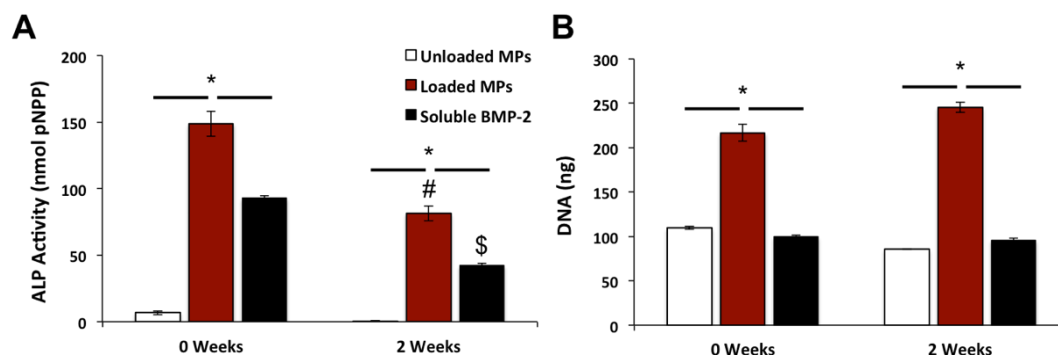 A
ALP Activity (nmol pNPP)
200
150
100
50
0
*
*
#
$
Unloaded MPs
Loaded MPs
Soluble BMP-2
0 Weeks
2 Weeks
B
DNA (ng)
300
250
200
150
100
50
0
*
*
0 Weeks
2 Weeks